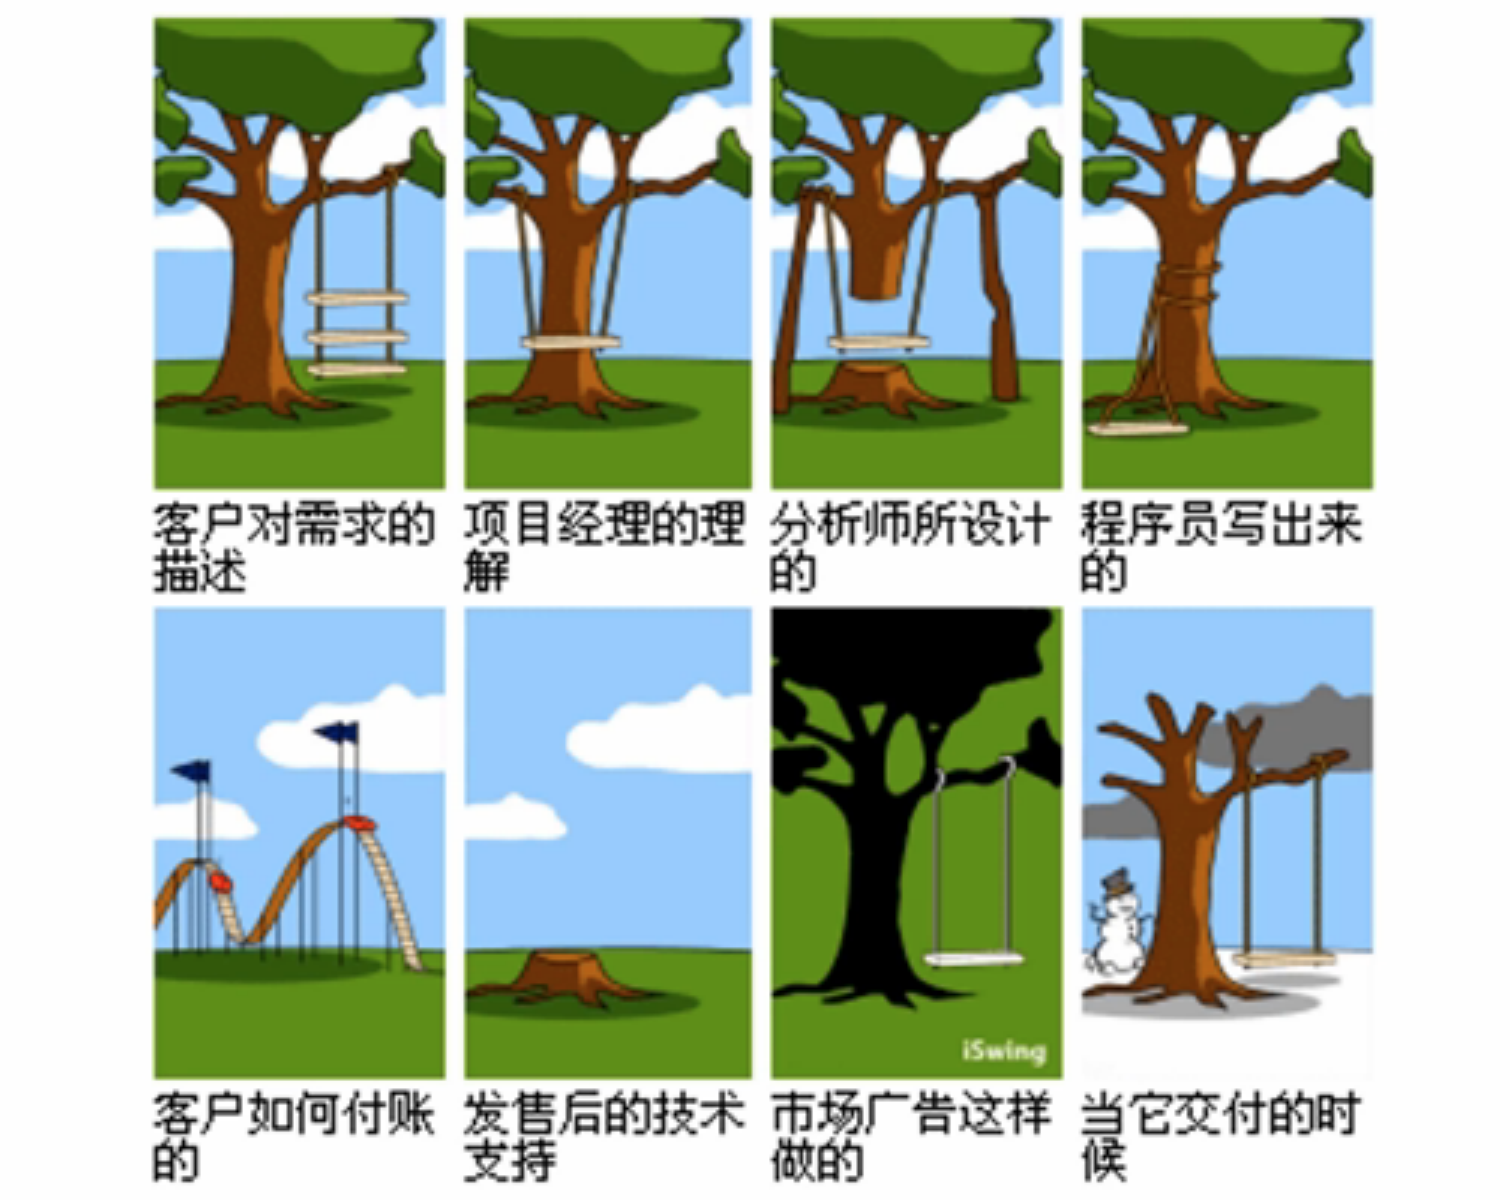 客户对需求的
描述
项目经理的理
解
分析师所设计
的
程序员写出来
的
客户如何付账
的
发售后的技术
支持
iSwing
市场广告这样
做的
当它交付的时
候